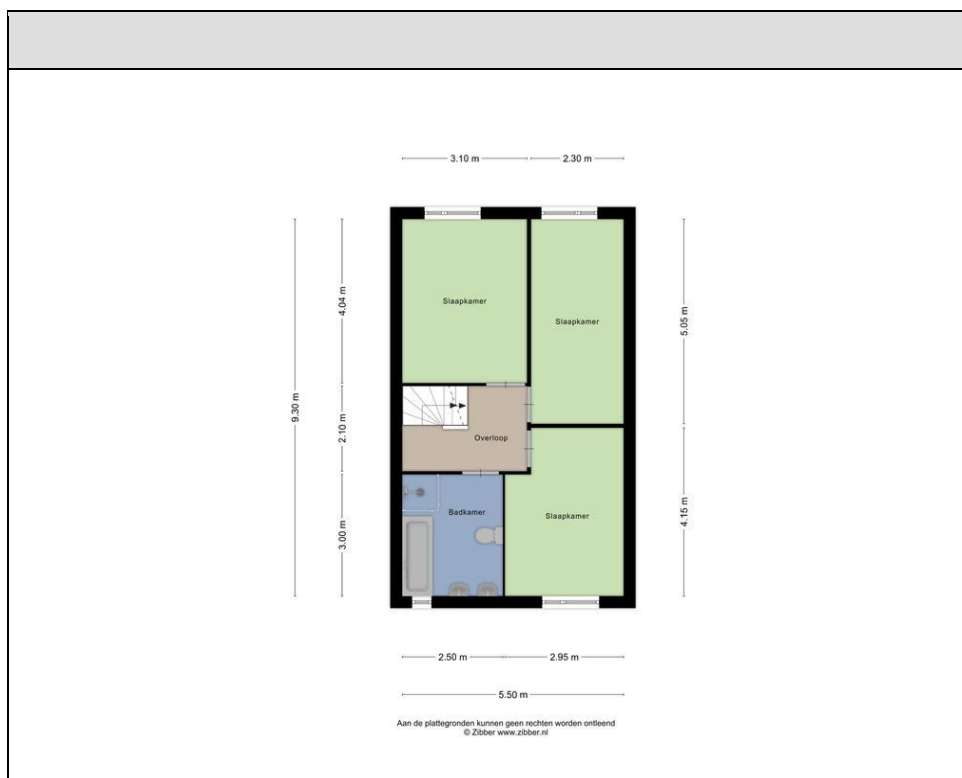 3.10 m 2.30 m
4.04 m
2.10 m
3.00 m
9.30 m
5.05 m
4.15 m
Slaapkamer
Slaapkamer
Overloop
Badkamer
Slaapkamer
2.50 m 2.95 m
5.50 m
Aan de plattegronden kunnen geen rechten worden ontleend
© Zibber www.zibber.nl